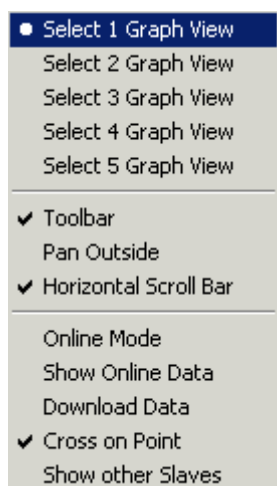 Select 1 Graph View
Select 2 Graph View
Select 3 Graph View
Select 4 Graph View
Select 5 Graph View
Toolbar
Pan Outside
Horizontal Scroll Bar
Online Mode
Show Online Data
Download Data
Cross on Point
Show other Slaves